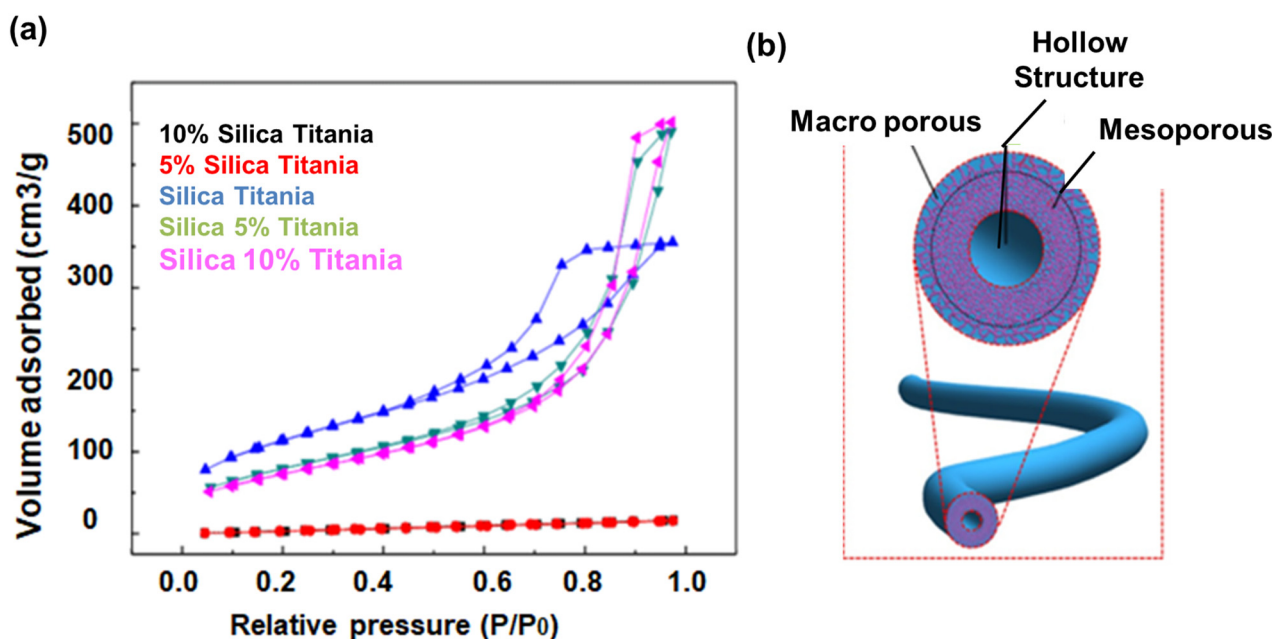 (a)
500
400
300
200
100
0
Volume adsorbed (cm3/g)
10% Silica Titania
5% Silica Titania
Silica Titania
Silica 5% Titania
Silica 10% Titania
0.0 0.2 0.4 0.6 0.8 1.0
Relative pressure (P/P0)
(b)
Hollow
Structure
Macro porous
Mesoporous